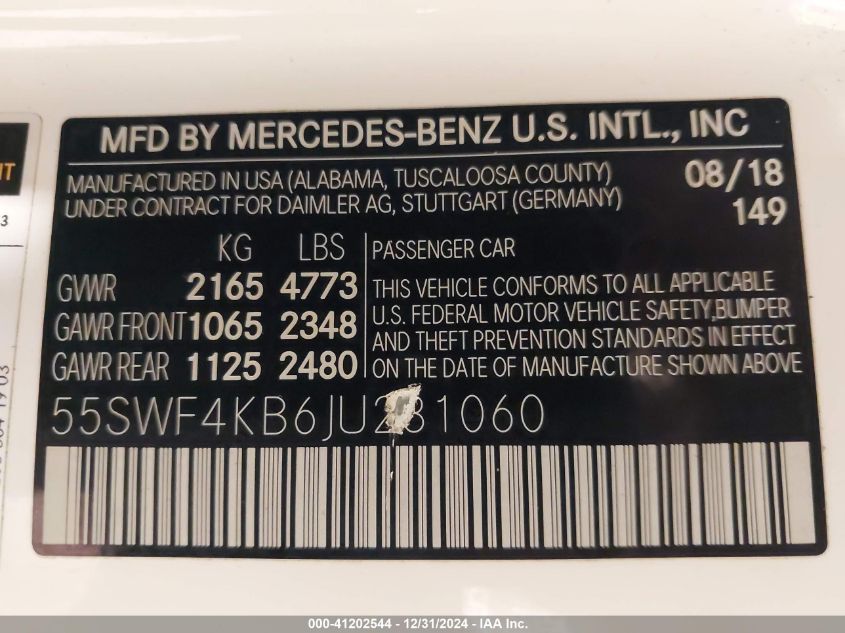 MFD BY MERCEDES-BENZ U.S. INTL., INC
MANUFACTURED IN USA (ALABAMA, TUSCALOOSA COUNTY) 08/18
UNDER CONTRACT FOR DAIMLER AG, STUTTGART (GERMANY) 149
KG LBS PASSENGER CAR
GVWR 2165 4773 THIS VEHICLE CONFORMS TO ALL APPLICABLE
GAWR FRONT 1065 2348 U.S. FEDERAL MOTOR VEHICLE SAFETY, BUMPER
AND THEFT PREVENTION STANDARDS IN EFFECT
GAWR REAR 1125 2480 ON THE DATE OF MANUFACTURE SHOWN ABOVE
55SWF4KB6JU281060
000-41202544 - 12/31/2024 - IAA Inc.